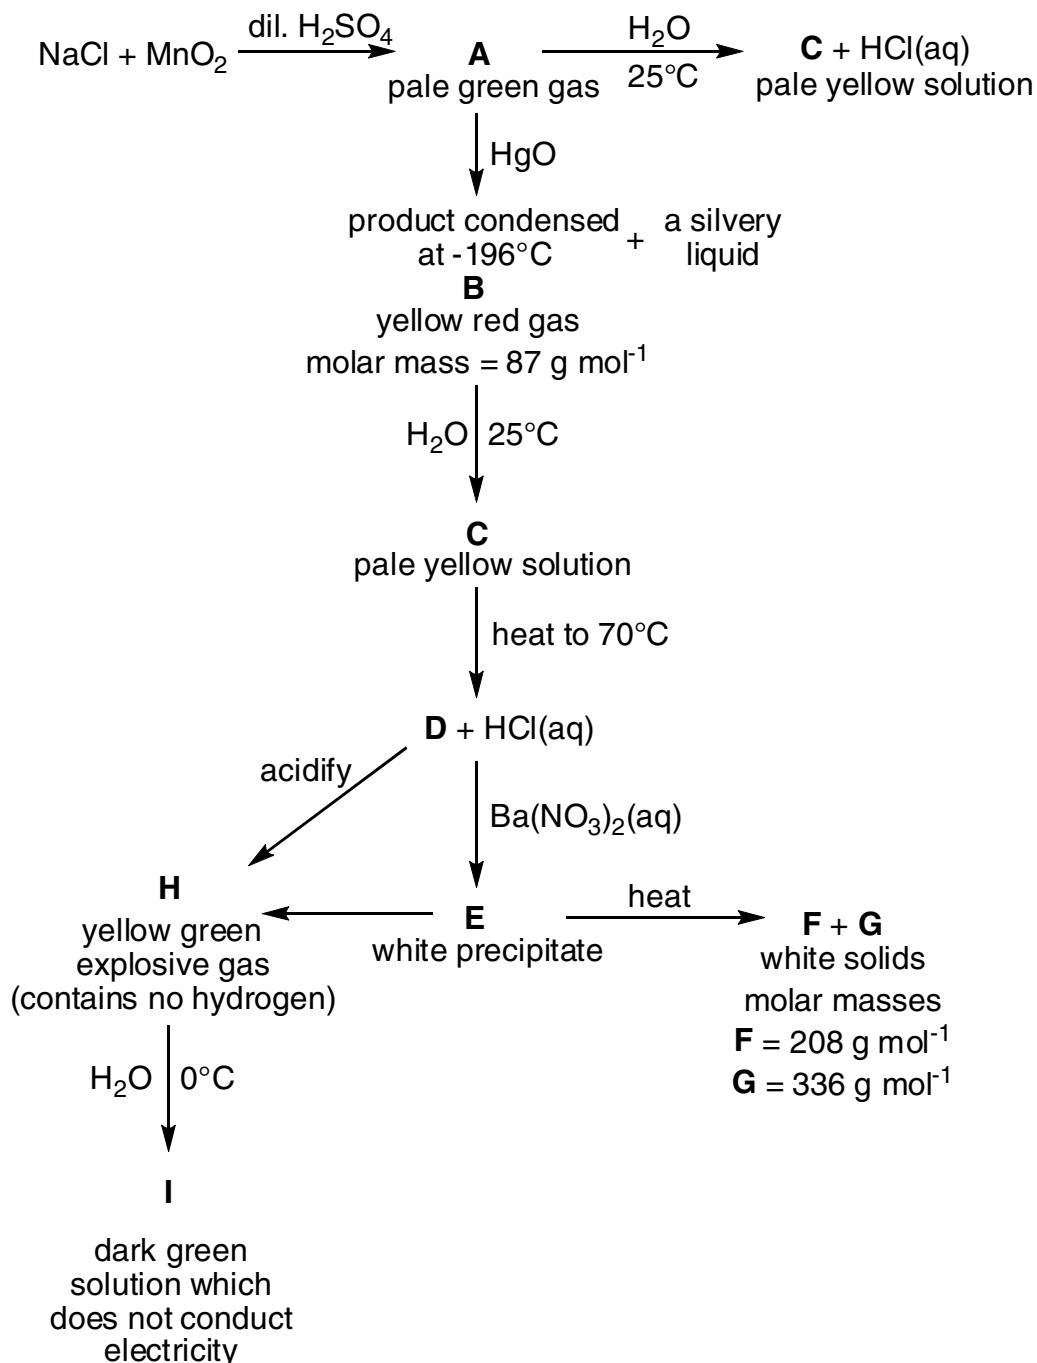 NaCl + MnO₂ dil. H₂SO₄ A H₂O C + HCl(aq)
pale green gas 25°C pale yellow solution
HgO
product condensed + a silvery
at -196°C liquid
B
yellow red gas
molar mass = 87 g mol⁻¹
H₂O 25°C
C
pale yellow solution
heat to 70°C
D + HCl(aq)
acidify
Ba(NO₃)₂(aq)
H
yellow green
explosive gas
(contains no hydrogen)
E
white precipitate
heat
F + G
white solids
molar masses
F = 208 g mol⁻¹
G = 336 g mol⁻¹
H₂O 0°C
I
dark green
solution which
does not conduct
electricity